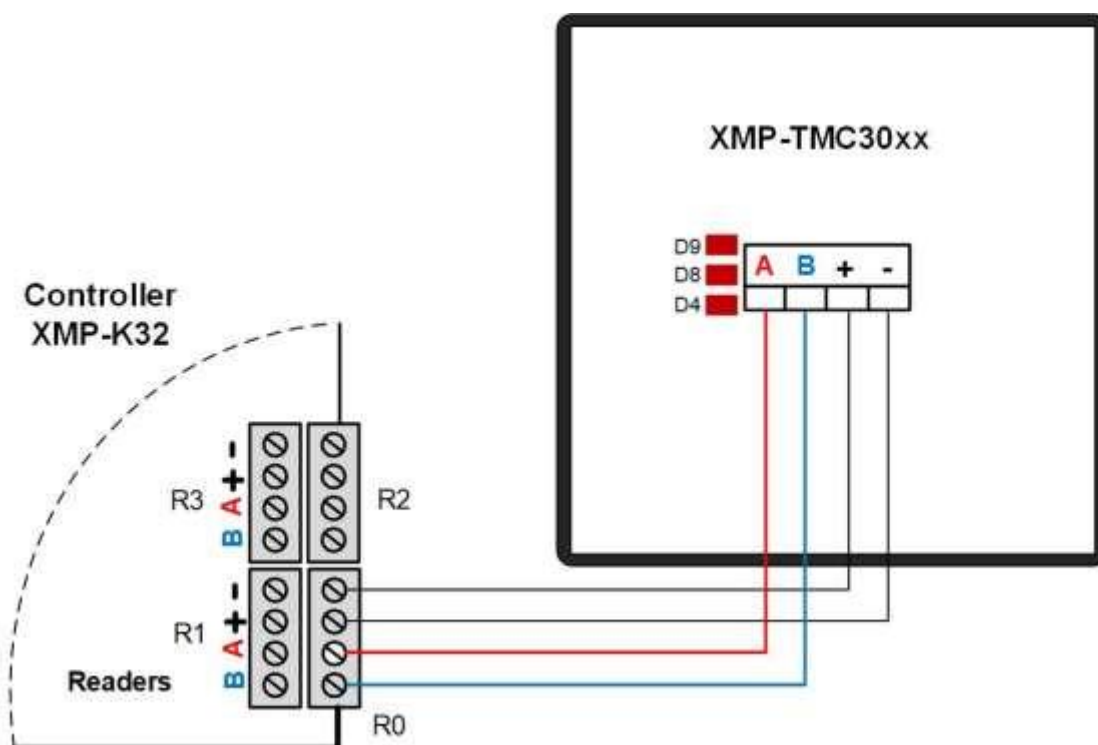 XMP-TMC30xx
D9
A B + -
D8
D4
Controller
XMP-K32
-
+
R3 A R2
B
-
+
R1 A
B
Readers
R0